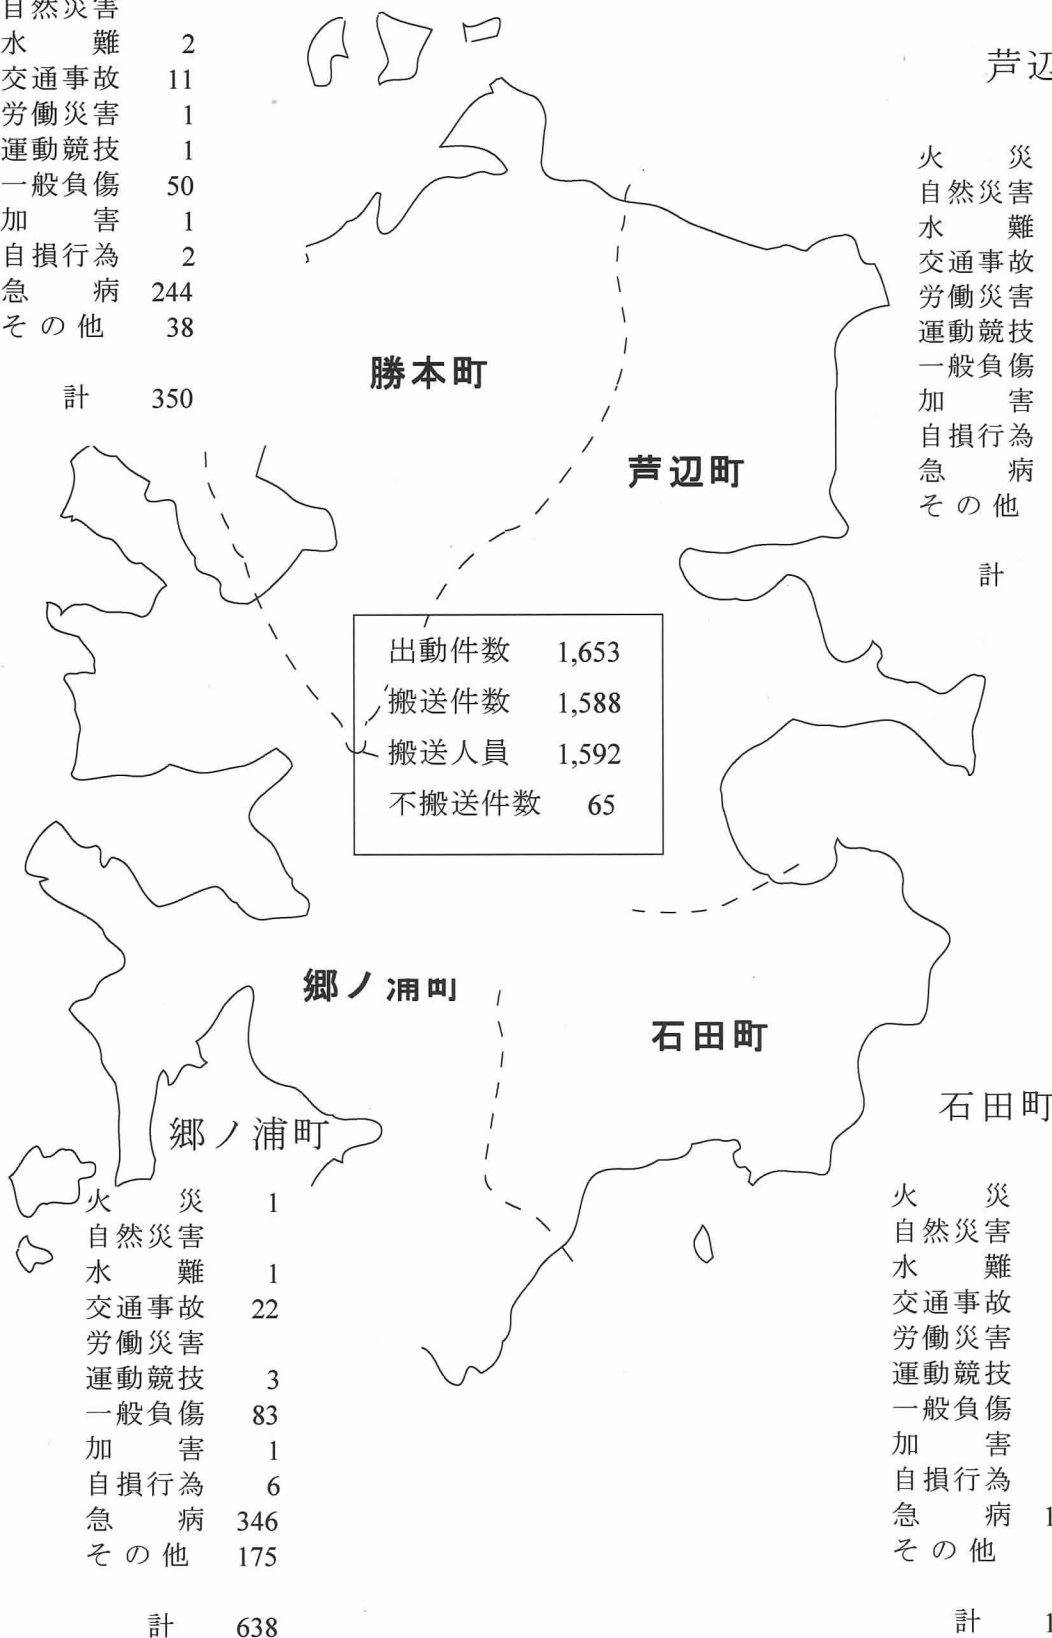 自然災害
水 難 2
交通事故 11
労働災害 1
運動競技 1
一般負傷 50
加 害 1
自損行為 2
急 病 244
その他 38
計 350
芦辺
火 災
自然災害
水 難
交通事故
労働災害
運動競技
一般負傷
加 害
自損行為
急 病
その他
計
勝本町
芦辺町
出動件数 1,653
搬送件数 1,588
搬送人員 1,592
不搬送件数 65
郷ノ浦町
石田町
郷ノ浦町
火 災 1
自然災害
水 難 1
交通事故 22
労働災害
運動競技 3
一般負傷 83
加 害 1
自損行為 6
急 病 346
その他 175
計 638
石田町
火 災
自然災害
水 難
交通事故
労働災害
運動競技
一般負傷
加 害
自損行為
急 病 1
その他
計 1